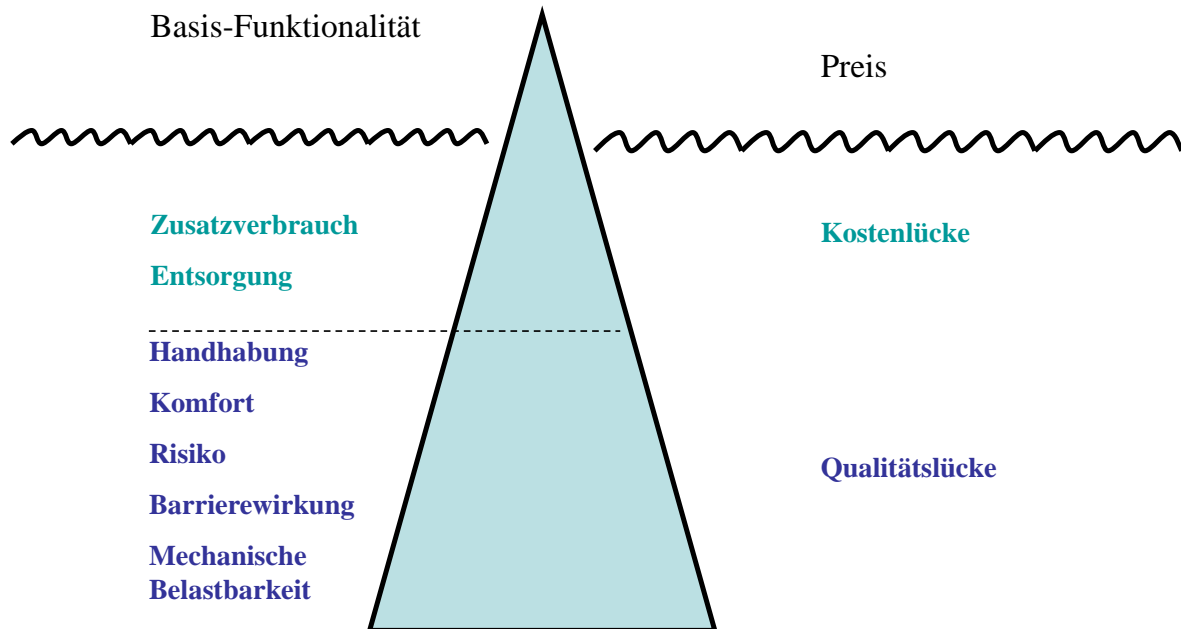 Basis-Funktionalität
Preis
Zusatzverbrauch
Kostenlücke
Entsorgung
Handhabung
Komfort
Risiko
Qualitätslücke
Barrierewirkung
Mechanische
Belastbarkeit